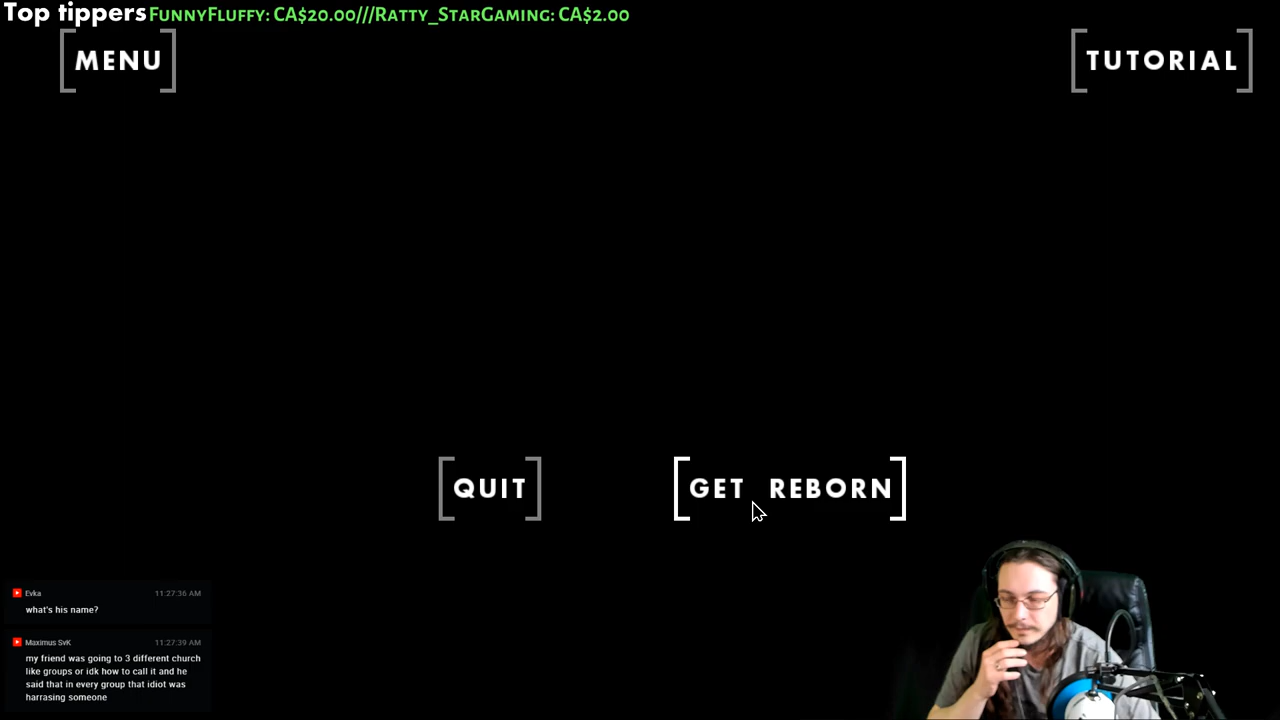 Top tippers FunnyFluffy: CA$20.00///Ratty_StarGaming: CA$2.00
MENU
TUTORIAL
QUIT
GET REBORN
Evka 11:27:36 AM
what's his name?
Maximus SvK 11:27:39 AM
my friend was going to 3 different church
like groups or idk how to call it and he
said that in every group that idiot was
harrasing someone